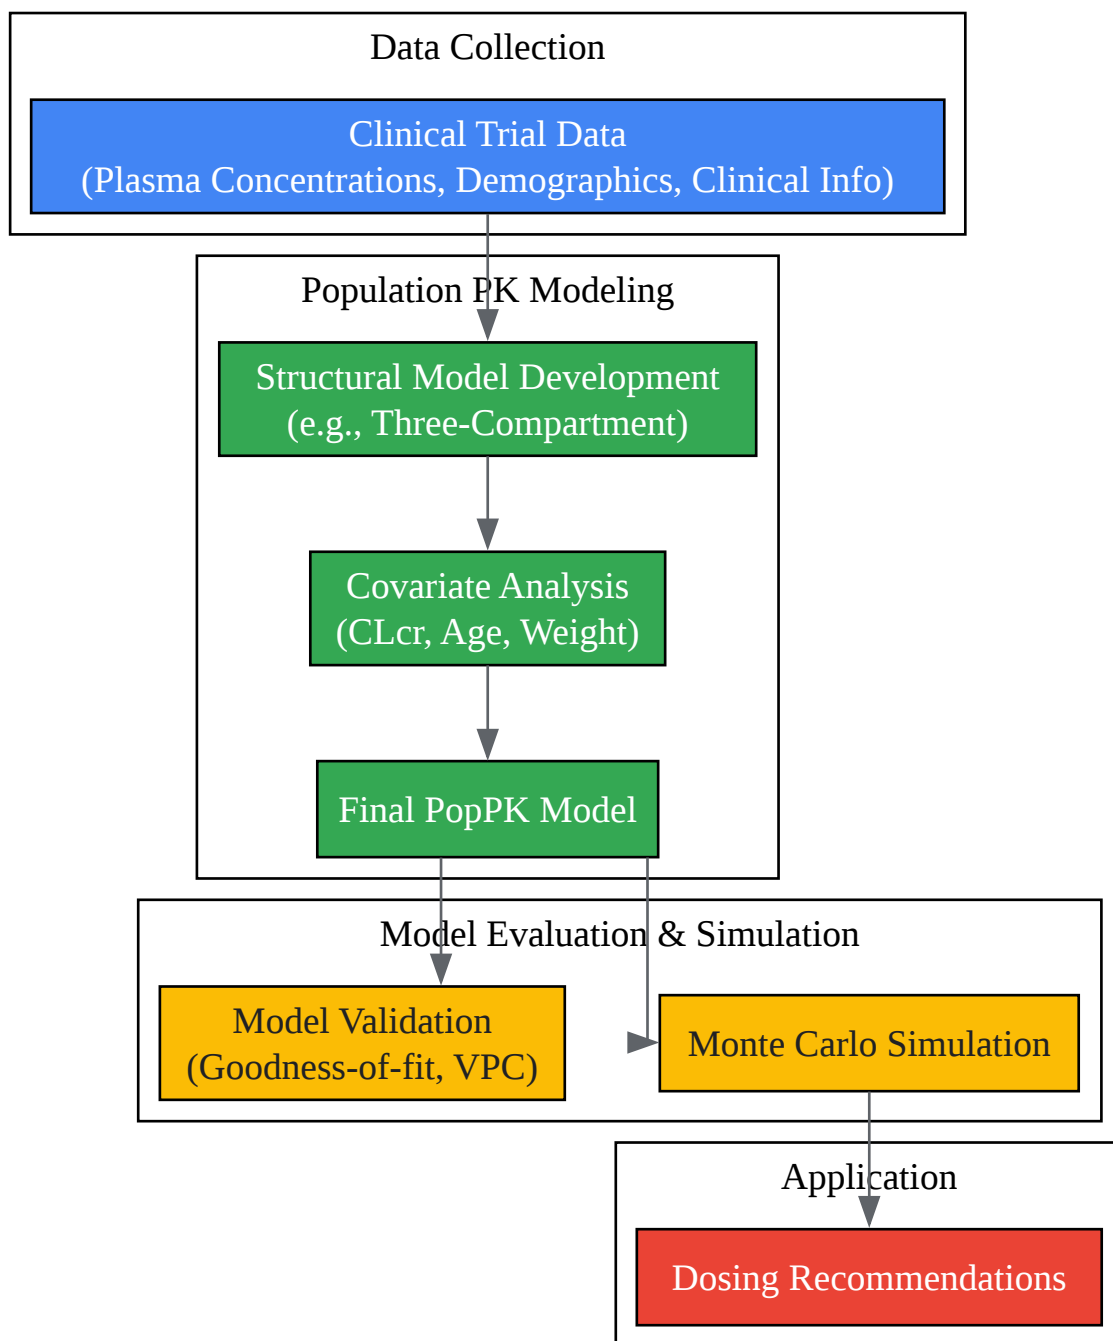 Data Collection
Clinical Trial Data
(Plasma Concentrations, Demographics, Clinical Info)
Population PK Modeling
Structural Model Development
(e.g., Three-Compartment)
Covariate Analysis
(CLcr, Age, Weight)
Final PopPK Model
Model Evaluation & Simulation
Model Validation
(Goodness-of-fit, VPC)
Monte Carlo Simulation
Application
Dosing Recommendations